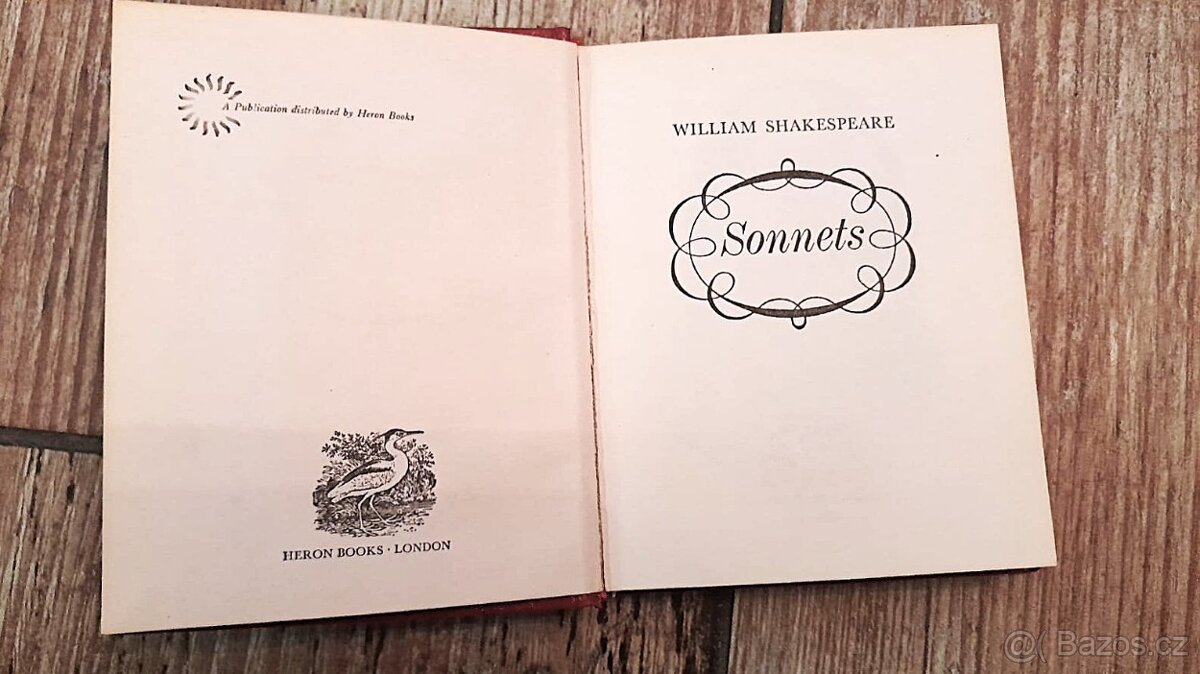 A Publication distributed by Heron Books
HERON BOOKS · LONDON
WILLIAM SHAKESPEARE
Sonnets
@( Bazos.cz